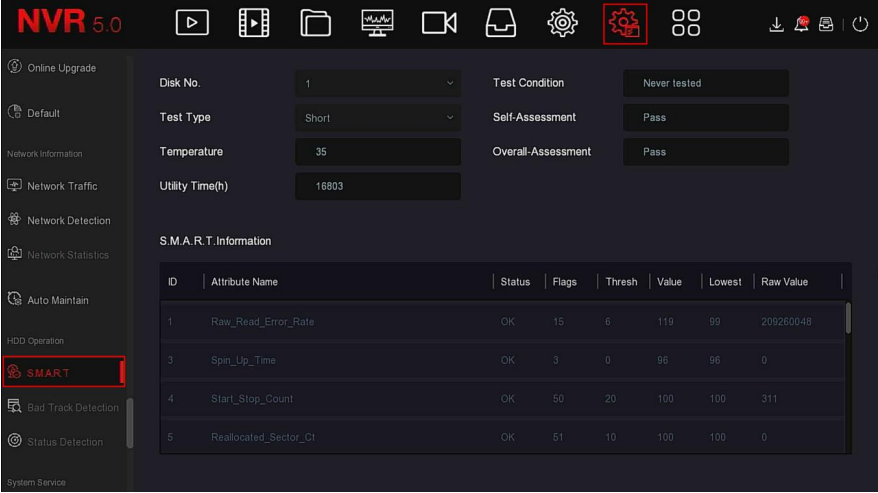 NVR 5.0
99+
Online Upgrade
Default
Network Information
Network Traffic
Network Detection
Network Statistics
Auto Maintain
HDD Operation
S.M.A.R.T
Bad Track Detection
Status Detection
System Service
Disk No. 1 Test Condition Never tested
Test Type Short Self-Assessment Pass
Temperature 35 Overall-Assessment Pass
Utility Time(h) 16803
S.M.A.R.T.Information
ID Attribute Name Status Flags Thresh Value Lowest Raw Value
1 Raw_Read_Error_Rate OK 15 6 119 99 209260048
3 Spin_Up_Time OK 3 0 96 96 0
4 Start_Stop_Count OK 50 20 100 100 311
5 Reallocated_Sector_Ct OK 51 10 100 100 0